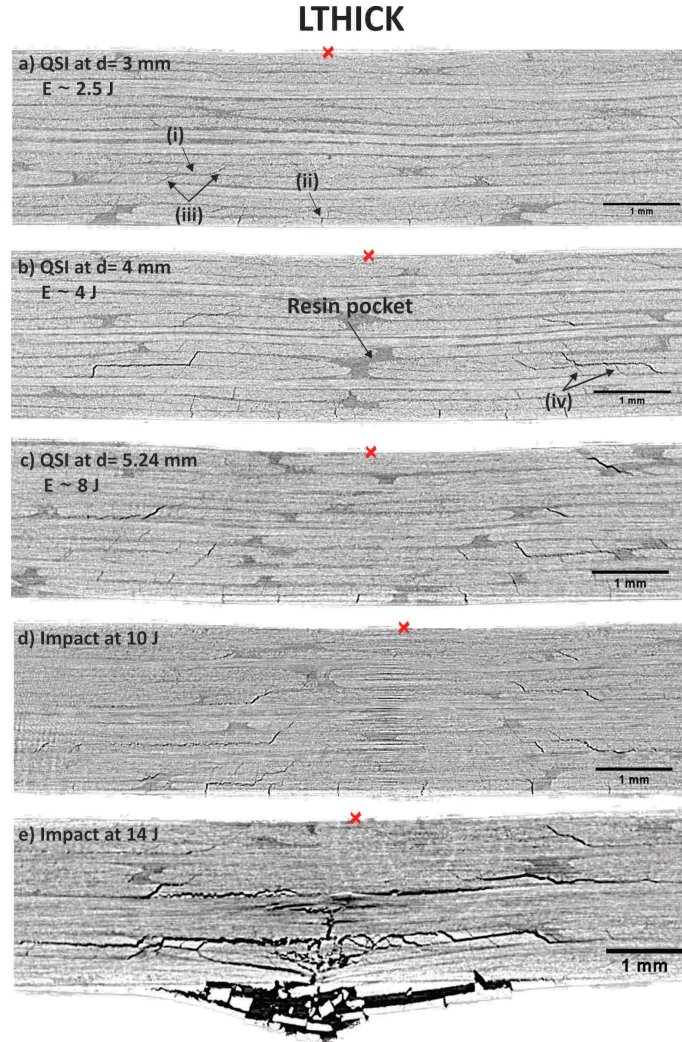 LTHICK
a) QSI at d= 3 mm
E ~ 2.5 J
(i)
(ii)
(iii)
1 mm
b) QSI at d= 4 mm
E ~ 4 J
Resin pocket
(iv)
1 mm
c) QSI at d= 5.24 mm
E ~ 8 J
1 mm
d) Impact at 10 J
1 mm
e) Impact at 14 J
1 mm